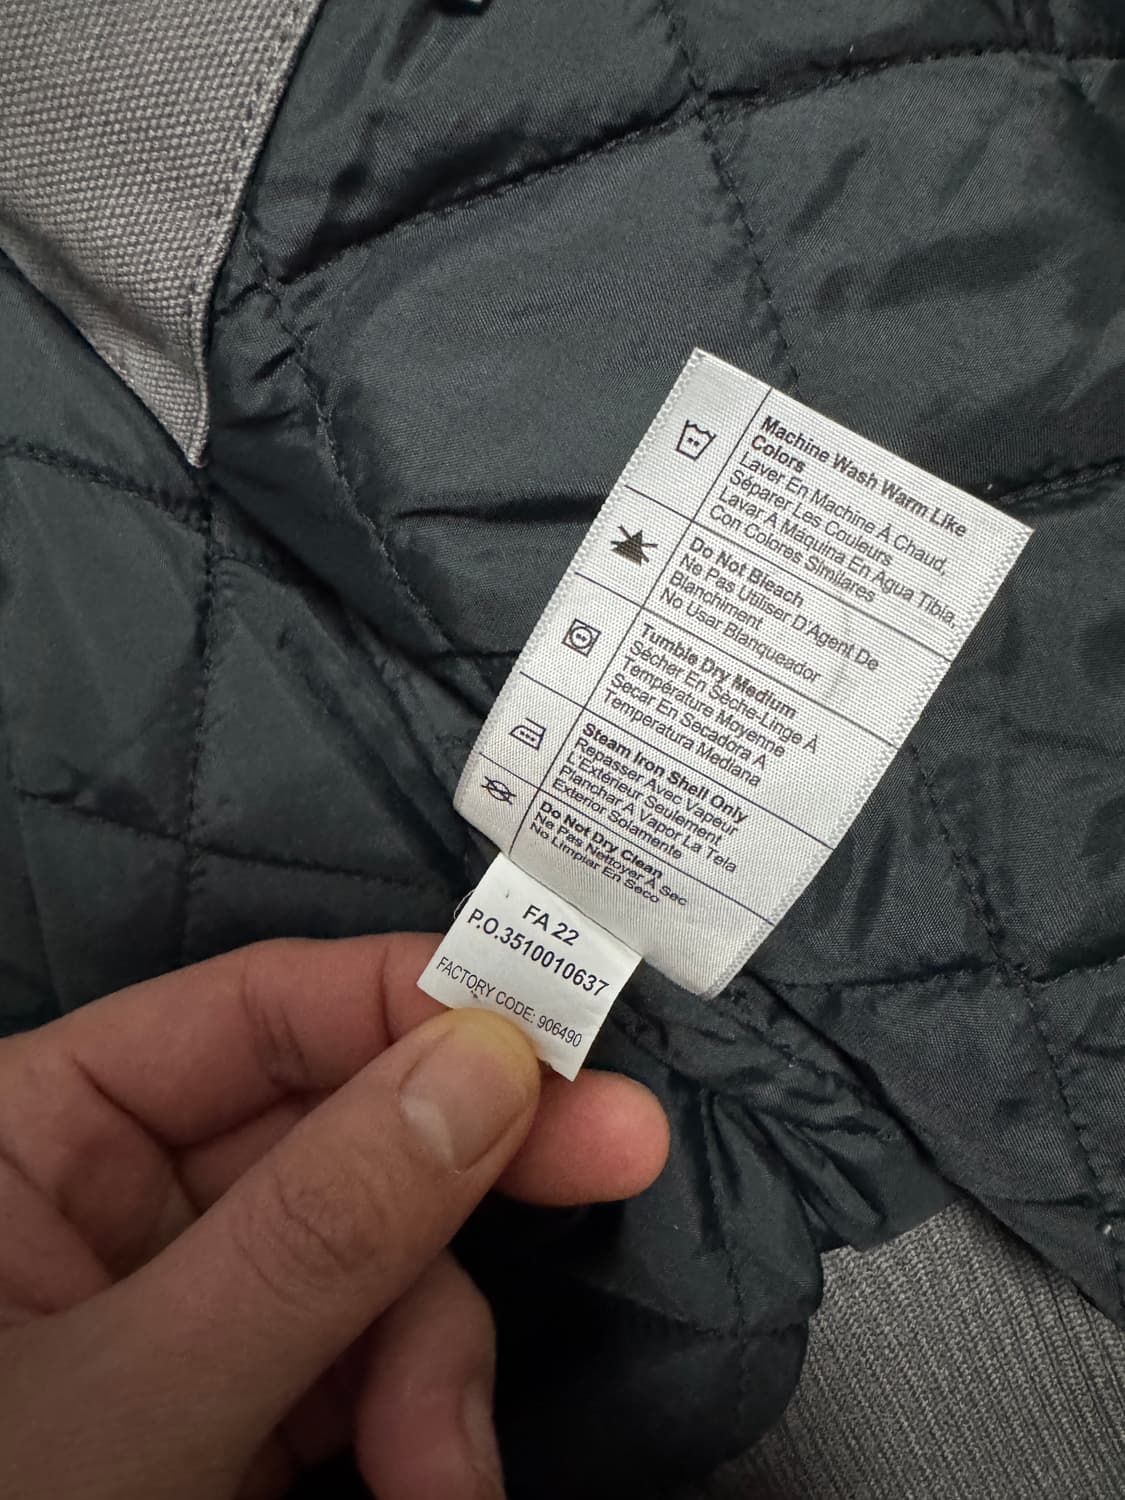 Machine Wash Warm Like
Colors
Laver En Machine À Chaud,
Séparer Les Couleurs
Lavar A Máquina En Agua Tibia,
Con Colores Similares
Do Not Bleach
Ne Pas Utiliser D'Agent De
Blanchiment
No Usar Blanqueador
Tumble Dry Medium
Sécher En Sèche-Linge À
Température Moyenne
Secar En Secadora A
Temperatura Mediana
Steam Iron Shell Only
Repasser Avec Vapeur
L'Extérieur Seulement
Planchar A Vapor La Tela
Exterior Solamente
Do Not Dry Clean
Ne Pas Nettoyer À Sec
No Limpiar En Seco
FA 22
P.O.3510010637
FACTORY CODE: 906490